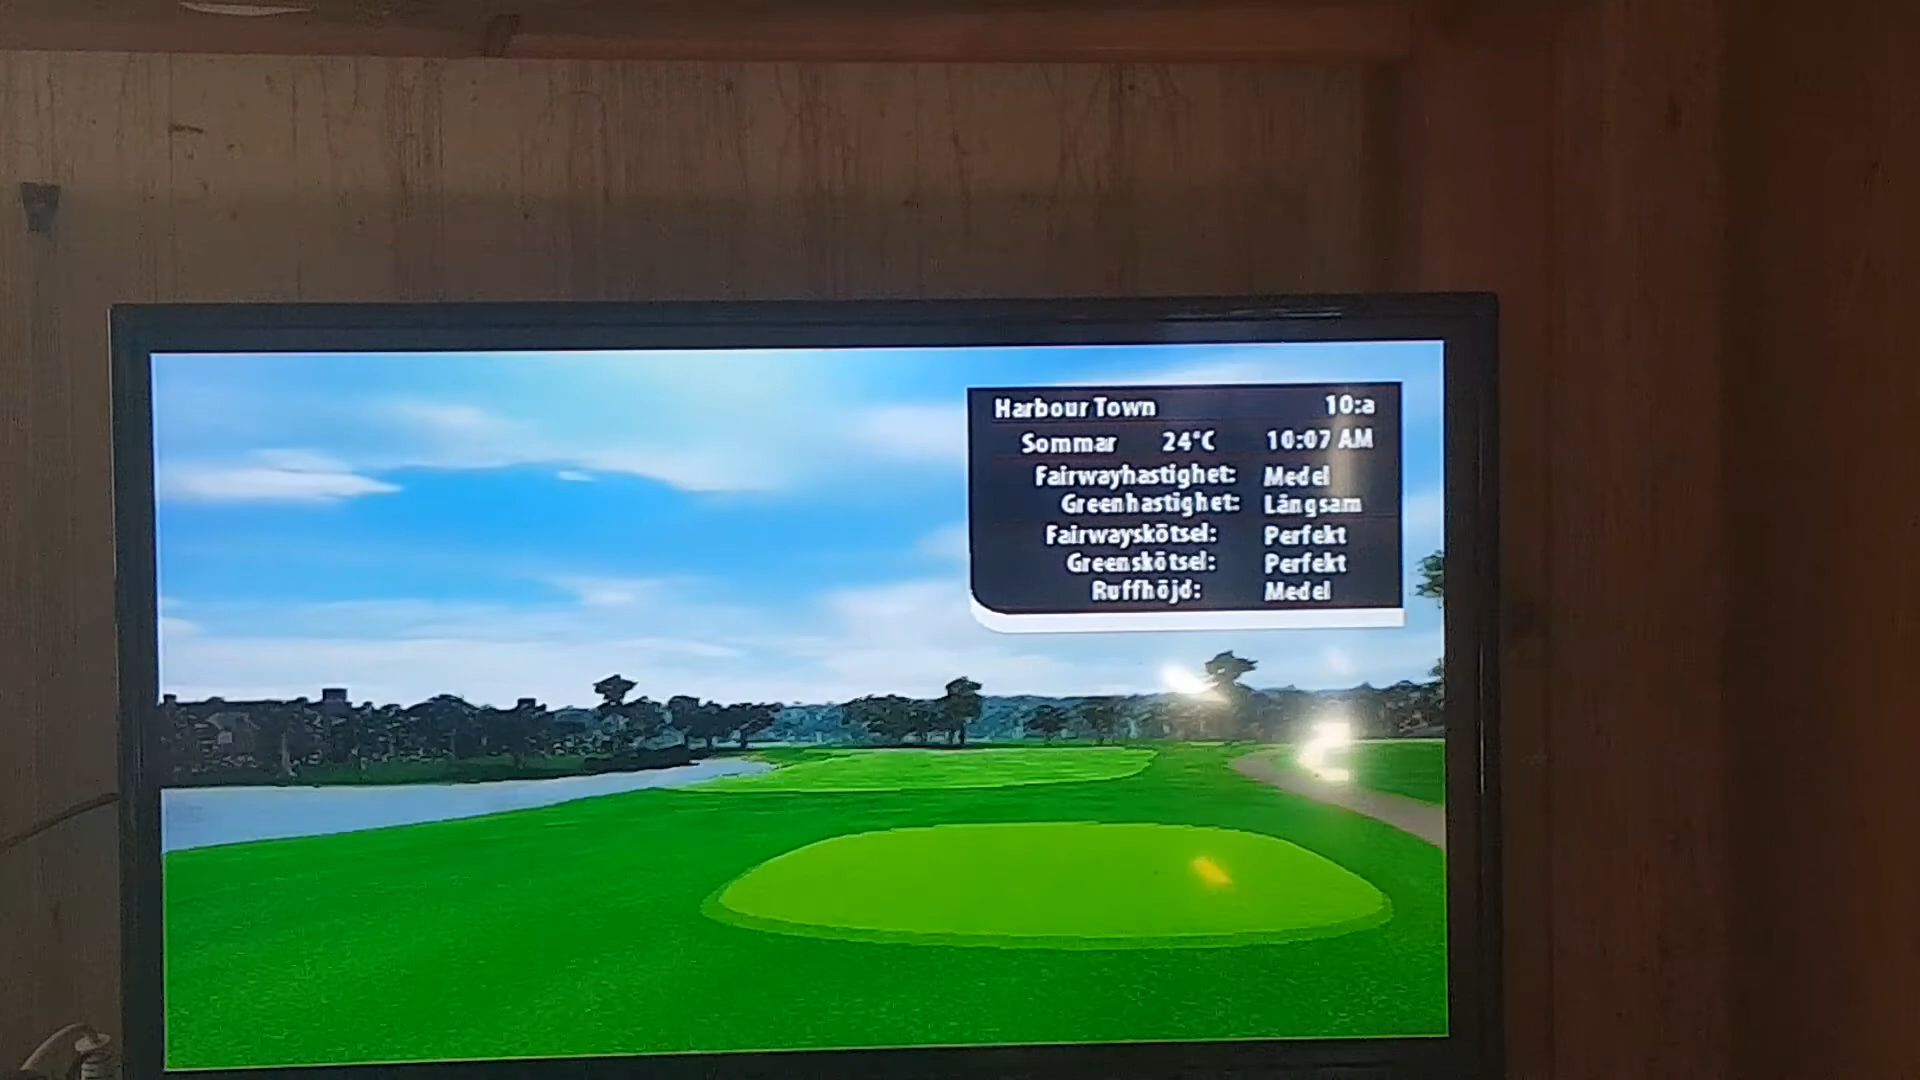 Harbour Town 10:a
Sommar 24°C 10:07 AM
Fairwayhastighet: Medel
Greenhastighet: Långsam
Fairwayskötsel: Perfekt
Greenskötsel: Perfekt
Ruffhöjd: Medel